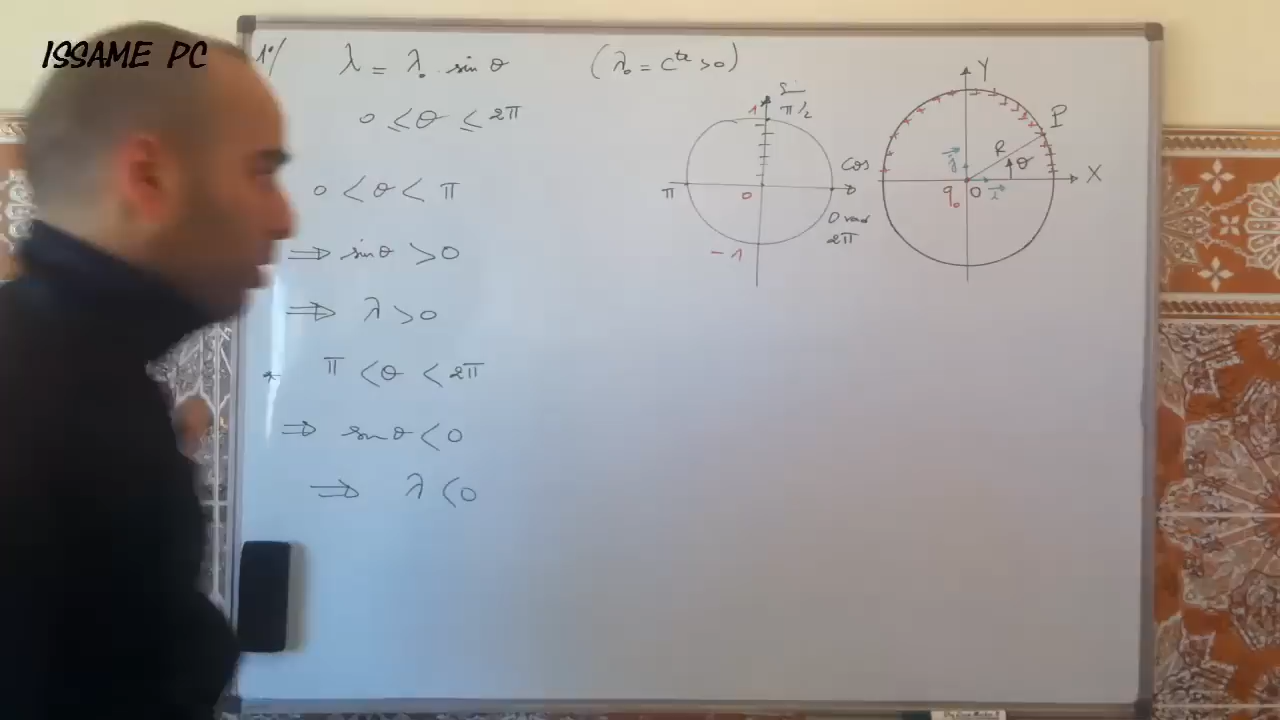 ISSAME PC
1°/ λ = λ₀ . sin θ (λ₀ = Cᵗᵉ > 0)
0 ≤ θ ≤ 2π
0 < θ < π
⟹ sin θ > 0
⟹ λ > 0
* π < θ < 2π
⟹ sin θ < 0
⟹ λ < 0
π/2
1
cos
π
0
0 rad
2π
-1
Y
P
R
θ
j⃗
X
q₀
O
i⃗